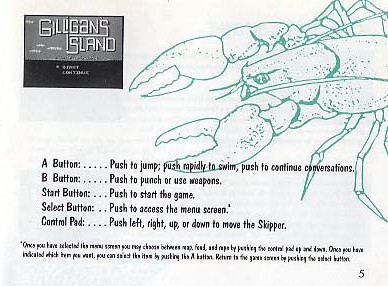 GILLIGAN'S
ISLAND
START
CONTINUE
A Button: . . . . . Push to jump; push rapidly to swim, push to continue conversations.
B Button: . . . . . Push to punch or use weapons.
Start Button: . . . Push to start the game.
Select Button: . . Push to access the menu screen.*
Control Pad: . . . . Push left, right, up, or down to move the Skipper.
*Once you have selected the menu screen you may choose between map, food, and rope by pushing the control pad up and down. Once you have
indicated which item you want, you can select the item by pushing the A button. Return to the game screen by pushing the select button.
5